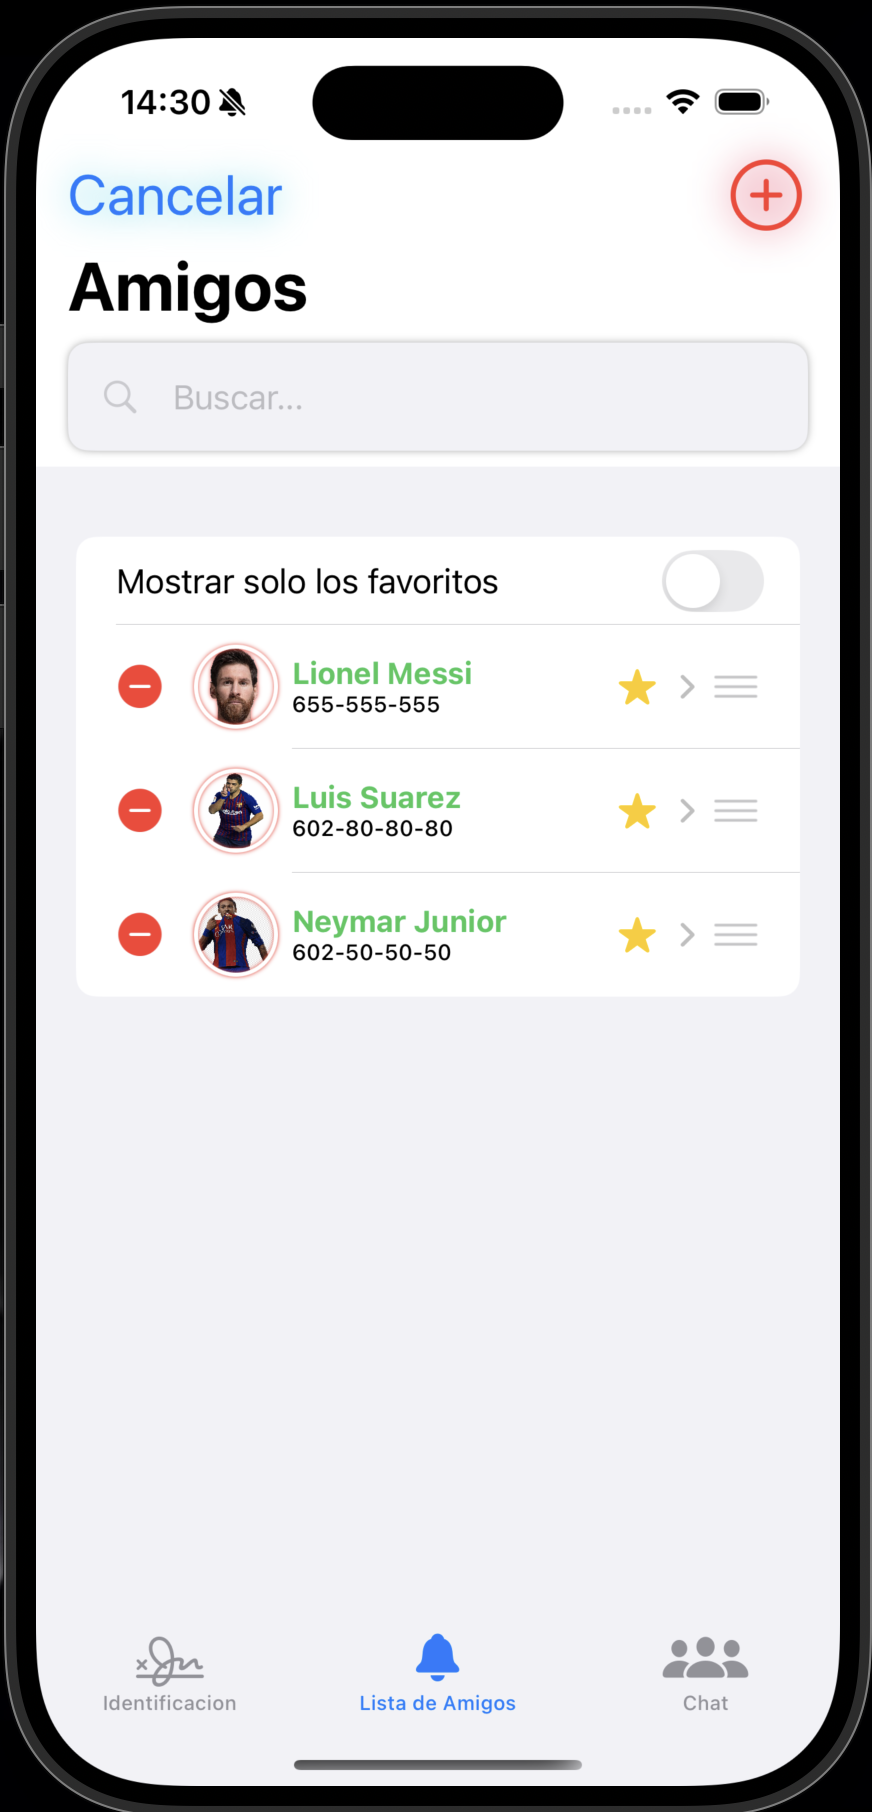 14:30
Cancelar
Amigos
Buscar...
Mostrar solo los favoritos
Lionel Messi
655-555-555
Luis Suarez
602-80-80-80
Neymar Junior
602-50-50-50
Identificacion
Lista de Amigos
Chat